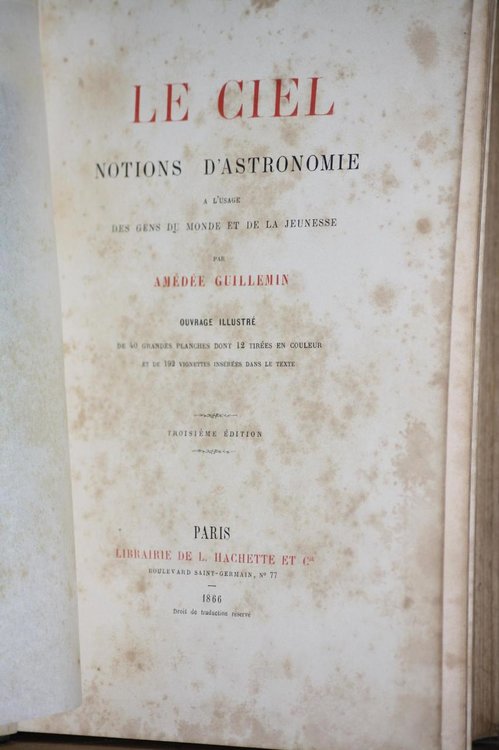 LE CIEL
NOTIONS D'ASTRONOMIE
A L'USAGE
DES GENS DU MONDE ET DE LA JEUNESSE
PAR
AMÉDÉE GUILLEMIN
OUVRAGE ILLUSTRÉ
DE 40 GRANDES PLANCHES DONT 12 TIRÉES EN COULEUR
ET DE 192 VIGNETTES INSÉRÉES DANS LE TEXTE
TROISIÈME ÉDITION
PARIS
LIBRAIRIE DE L. HACHETTE ET Cie
BOULEVARD SAINT-GERMAIN, No 77
1866
Droit de traduction réservé